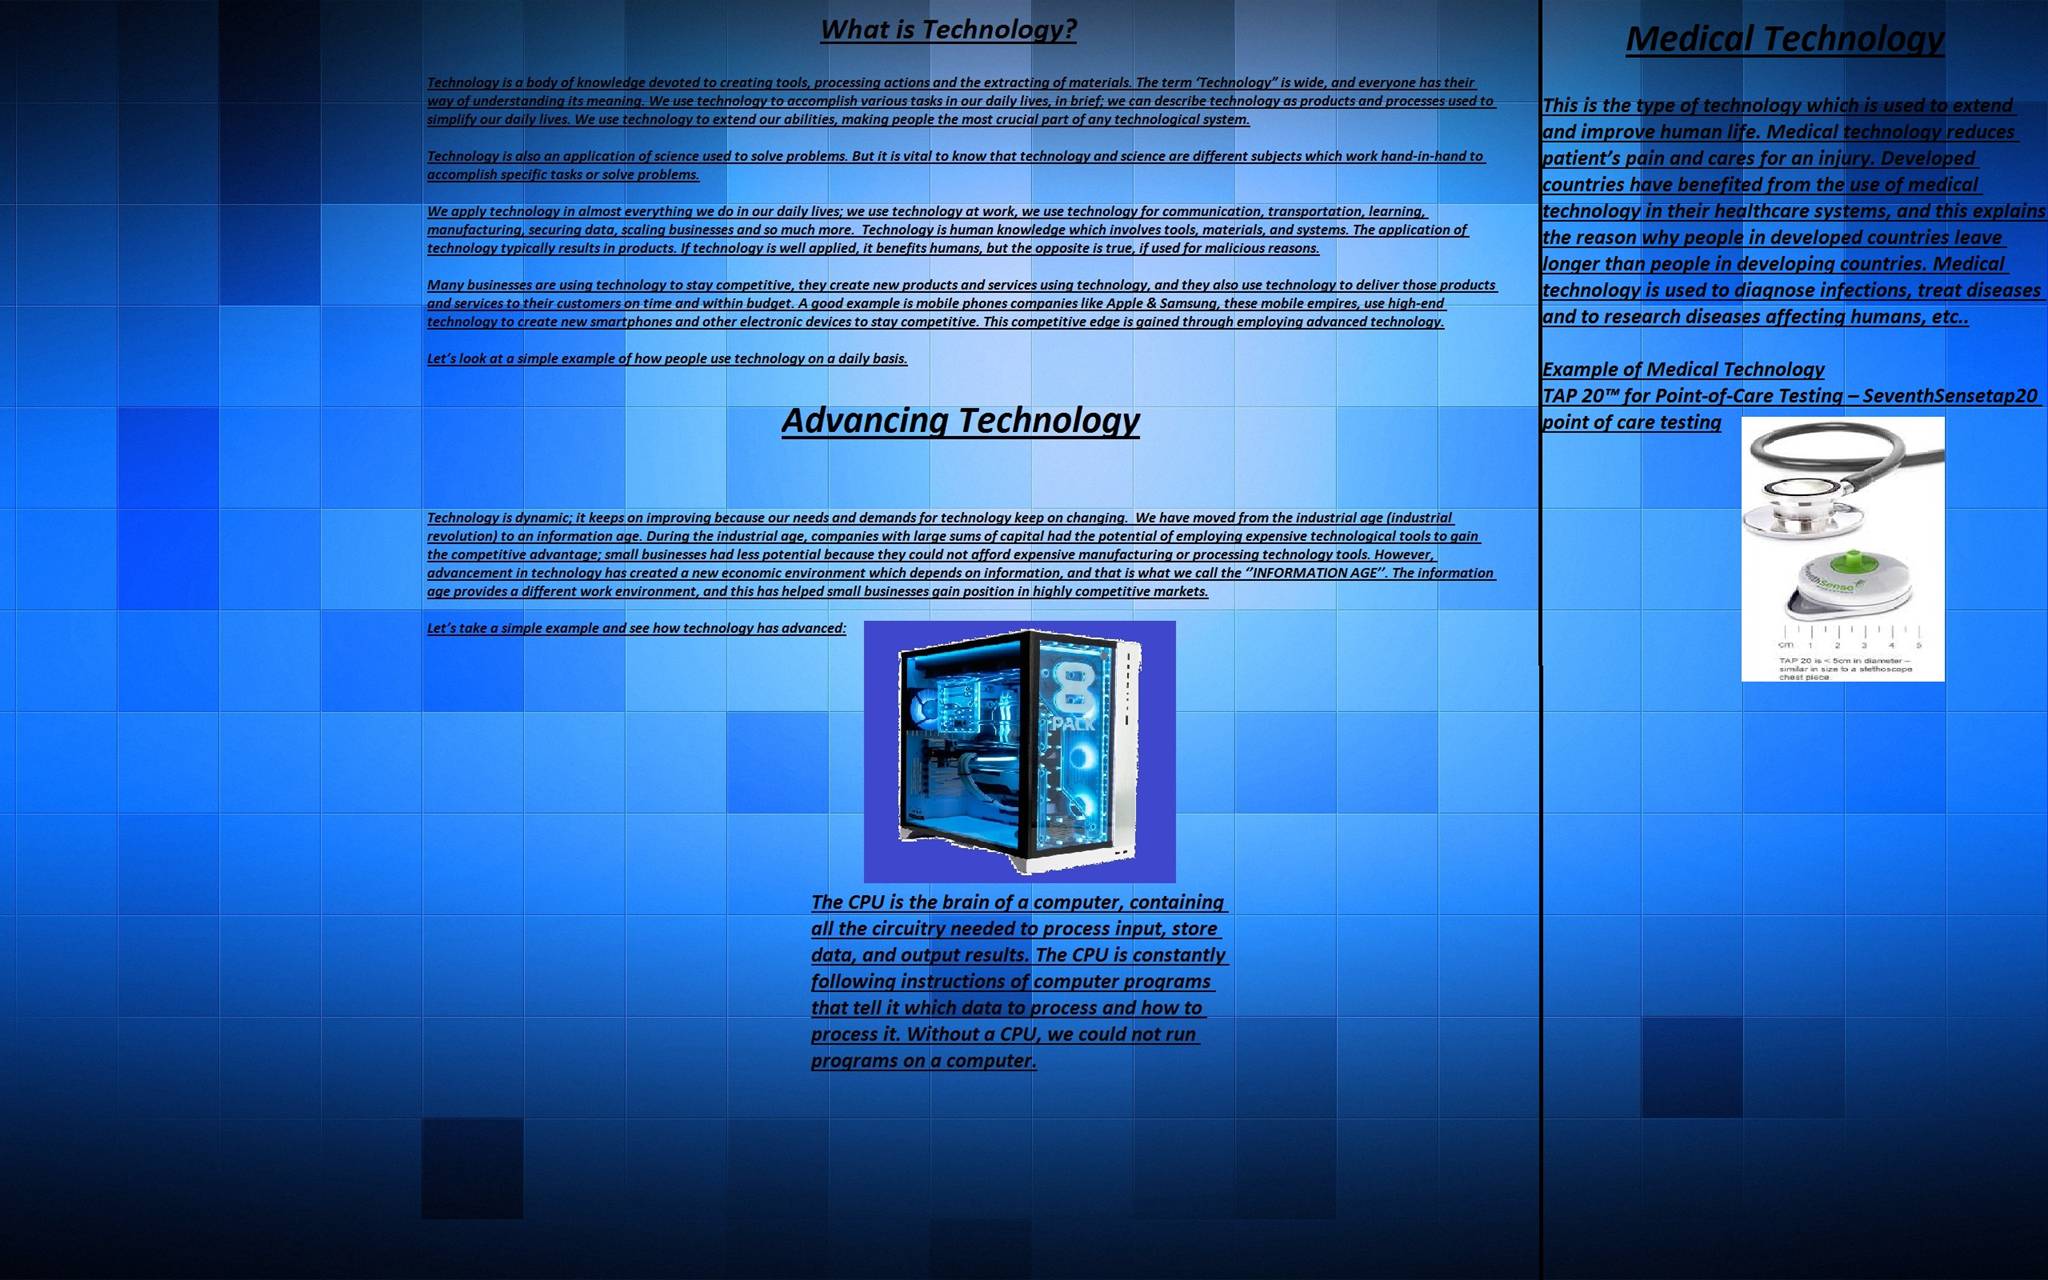 What is Technology?
Technology is a body of knowledge devoted to creating tools, processing actions and the extracting of materials. The term ‘Technology” is wide, and everyone has their
way of understanding its meaning. We use technology to accomplish various tasks in our daily lives, in brief; we can describe technology as products and processes used to
simplify our daily lives. We use technology to extend our abilities, making people the most crucial part of any technological system.
Technology is also an application of science used to solve problems. But it is vital to know that technology and science are different subjects which work hand-in-hand to
accomplish specific tasks or solve problems.
We apply technology in almost everything we do in our daily lives; we use technology at work, we use technology for communication, transportation, learning,
manufacturing, securing data, scaling businesses and so much more.  Technology is human knowledge which involves tools, materials, and systems. The application of
technology typically results in products. If technology is well applied, it benefits humans, but the opposite is true, if used for malicious reasons.
Many businesses are using technology to stay competitive, they create new products and services using technology, and they also use technology to deliver those products
and services to their customers on time and within budget. A good example is mobile phones companies like Apple & Samsung, these mobile empires, use high-end
technology to create new smartphones and other electronic devices to stay competitive. This competitive edge is gained through employing advanced technology.
Let’s look at a simple example of how people use technology on a daily basis.
Advancing Technology
Technology is dynamic; it keeps on improving because our needs and demands for technology keep on changing.  We have moved from the industrial age (industrial
revolution) to an information age. During the industrial age, companies with large sums of capital had the potential of employing expensive technological tools to gain
the competitive advantage; small businesses had less potential because they could not afford expensive manufacturing or processing technology tools. However,
advancement in technology has created a new economic environment which depends on information, and that is what we call the ‘’INFORMATION AGE’’. The information
age provides a different work environment, and this has helped small businesses gain position in highly competitive markets.
Let’s take a simple example and see how technology has advanced:
8
PACK
The CPU is the brain of a computer, containing
all the circuitry needed to process input, store
data, and output results. The CPU is constantly
following instructions of computer programs
that tell it which data to process and how to
process it. Without a CPU, we could not run
programs on a computer.
Medical Technology
This is the type of technology which is used to extend
and improve human life. Medical technology reduces
patient’s pain and cares for an injury. Developed
countries have benefited from the use of medical
technology in their healthcare systems, and this explains
the reason why people in developed countries leave
longer than people in developing countries. Medical
technology is used to diagnose infections, treat diseases
and to research diseases affecting humans, etc..
Example of Medical Technology
TAP 20™ for Point-of-Care Testing – SeventhSensetap20
point of care testing
cm 1 2 3 4 5
TAP 20 is < 5cm in diameter –
similar in size to a stethoscope
chest piece